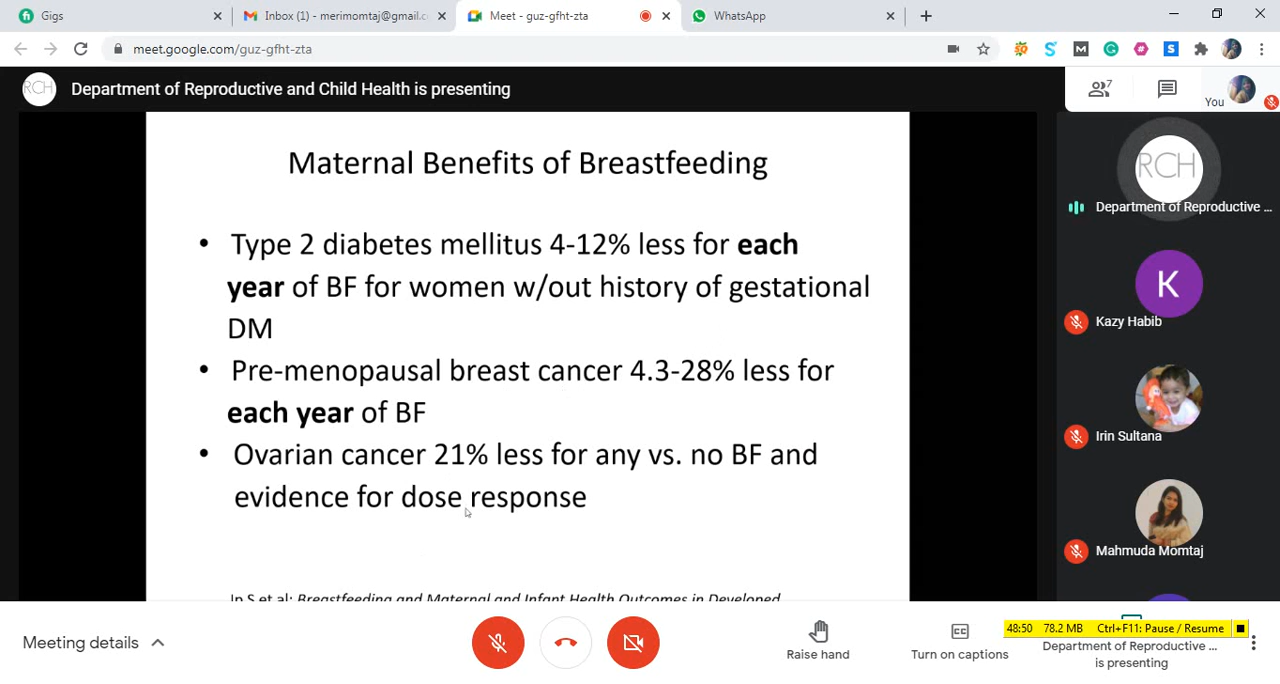 Gigs
Inbox (1) - merimomtaj@gmail.c
Meet - guz-gfht-zta
WhatsApp
meet.google.com/guz-gfht-zta
RCH
Department of Reproductive and Child Health is presenting
7
You
Maternal Benefits of Breastfeeding
• Type 2 diabetes mellitus 4-12% less for each
year of BF for women w/out history of gestational
DM
• Pre-menopausal breast cancer 4.3-28% less for
each year of BF
• Ovarian cancer 21% less for any vs. no BF and
evidence for dose response
Ip S et al: Breastfeeding and Maternal and Infant Health Outcomes in Developed
RCH
Department of Reproductive ...
K
Kazy Habib
Irin Sultana
Mahmuda Momtaj
Meeting details
Raise hand
Turn on captions
48:50 78.2 MB Ctrl+F11: Pause / Resume
Department of Reproductive ...
is presenting